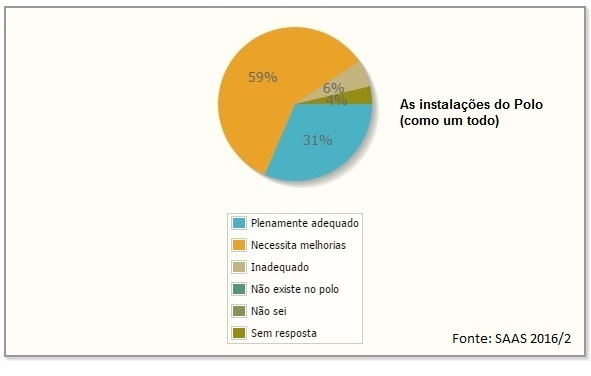 59%
6%
4%
31%
As instalações do Polo
(como um todo)
Plenamente adequado
Necessita melhorias
Inadequado
Não existe no polo
Não sei
Sem resposta
Fonte: SAAS 2016/2